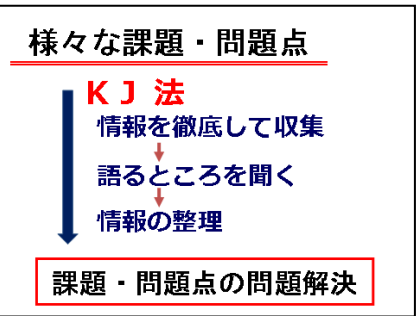 様々な課題・問題点
KJ 法
情報を徹底して収集
語るところを聞く
情報の整理
課題・問題点の問題解決